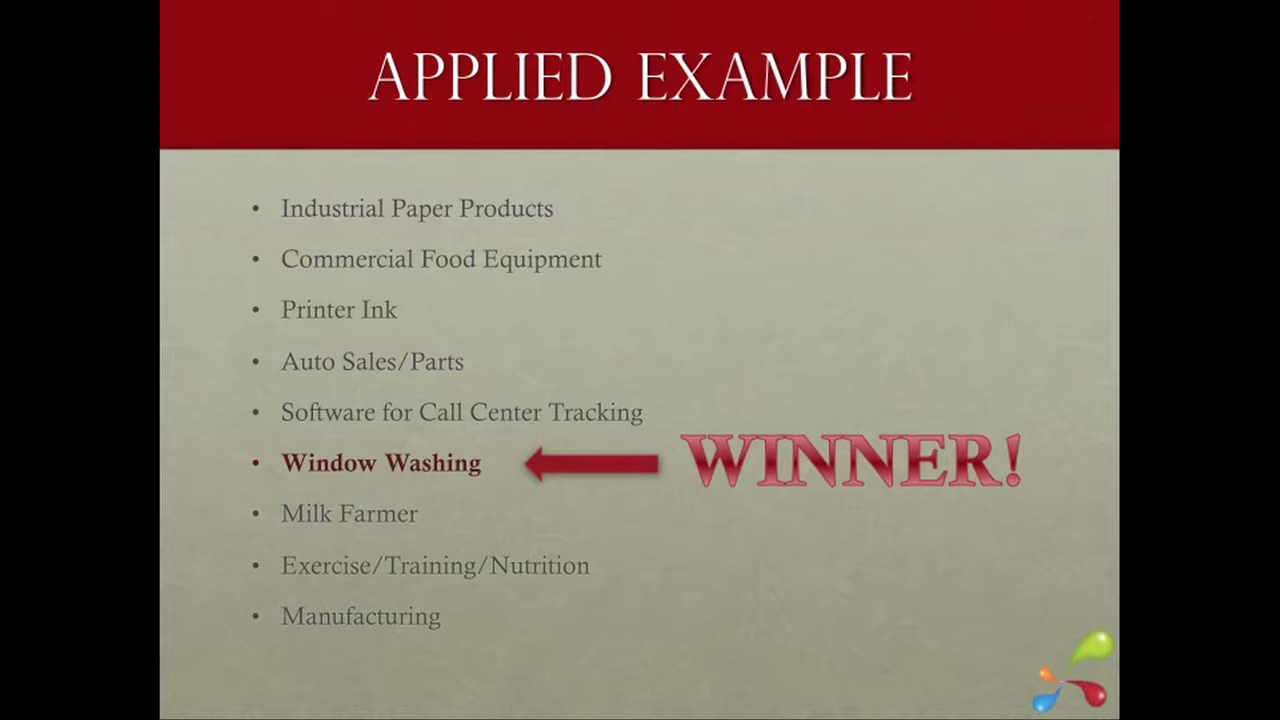 APPLIED EXAMPLE
• Industrial Paper Products
• Commercial Food Equipment
• Printer Ink
• Auto Sales/Parts
• Software for Call Center Tracking
• Window Washing WINNER!
• Milk Farmer
• Exercise/Training/Nutrition
• Manufacturing